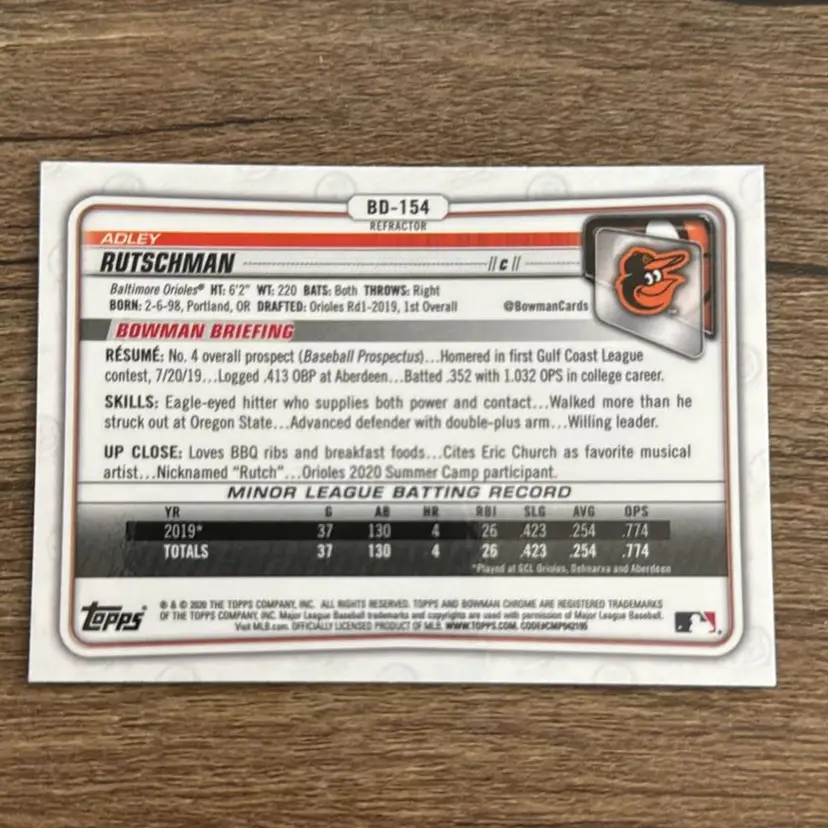 BD-154
REFRACTOR
ADLEY
RUTSCHMAN // C //
Baltimore Orioles® HT: 6'2" WT: 220 BATS: Both THROWS: Right
BORN: 2-6-98, Portland, OR DRAFTED: Orioles Rd1-2019, 1st Overall @BowmanCards
BOWMAN BRIEFING
RÉSUMÉ: No. 4 overall prospect (Baseball Prospectus)...Homered in first Gulf Coast League
contest, 7/20/19...Logged .413 OBP at Aberdeen...Batted .352 with 1.032 OPS in college career.
SKILLS: Eagle-eyed hitter who supplies both power and contact...Walked more than he
struck out at Oregon State...Advanced defender with double-plus arm...Willing leader.
UP CLOSE: Loves BBQ ribs and breakfast foods...Cites Eric Church as favorite musical
artist...Nicknamed "Rutch"...Orioles 2020 Summer Camp participant.
MINOR LEAGUE BATTING RECORD
YR G AB HR RBI SLG AVG OPS
2019* 37 130 4 26 .423 .254 .774
TOTALS 37 130 4 26 .423 .254 .774
*Played at GCL Orioles, Delmarva and Aberdeen
Topps
® & © 2020 THE TOPPS COMPANY, INC. ALL RIGHTS RESERVED. TOPPS AND BOWMAN CHROME ARE REGISTERED TRADEMARKS
OF THE TOPPS COMPANY, INC. Major League Baseball trademarks and copyrights are used with permission of Major League Baseball.
Visit MLB.com. OFFICIALLY LICENSED PRODUCT OF MLB. WWW.TOPPS.COM. CODE#CMP042195